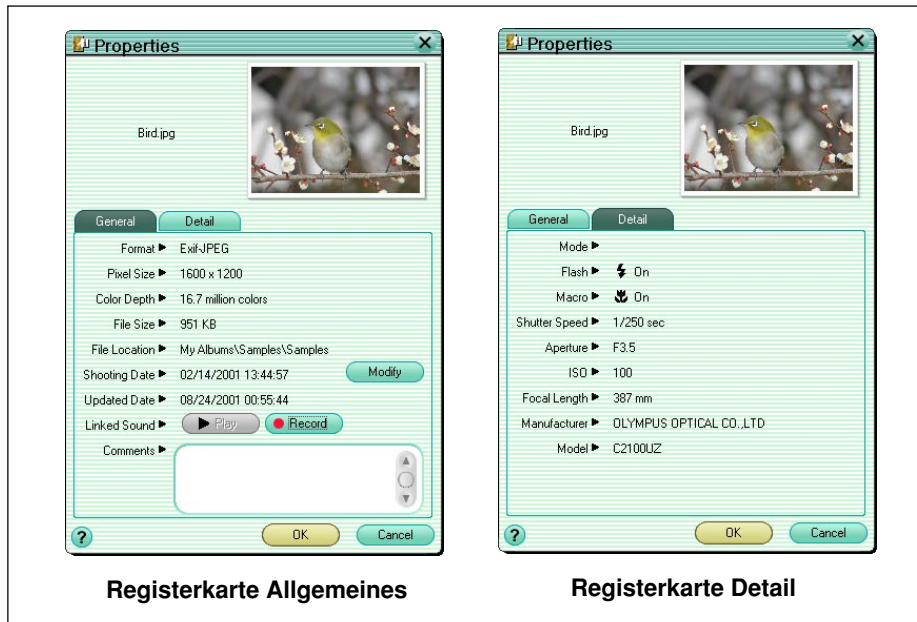 Properties
Bird.jpg
General Detail
Format Exif-JPEG
Pixel Size 1600 x 1200
Color Depth 16.7 million colors
File Size 951 KB
File Location My Albums\Samples\Samples
Shooting Date 02/14/2001 13:44:57 Modify
Updated Date 08/24/2001 00:55:44
Linked Sound Play Record
Comments
? OK Cancel
Registerkarte Allgemeines
Properties
Bird.jpg
General Detail
Mode
Flash On
Macro On
Shutter Speed 1/250 sec
Aperture F3.5
ISO 100
Focal Length 387 mm
Manufacturer OLYMPUS OPTICAL CO.,LTD
Model C2100UZ
? OK Cancel
Registerkarte Detail